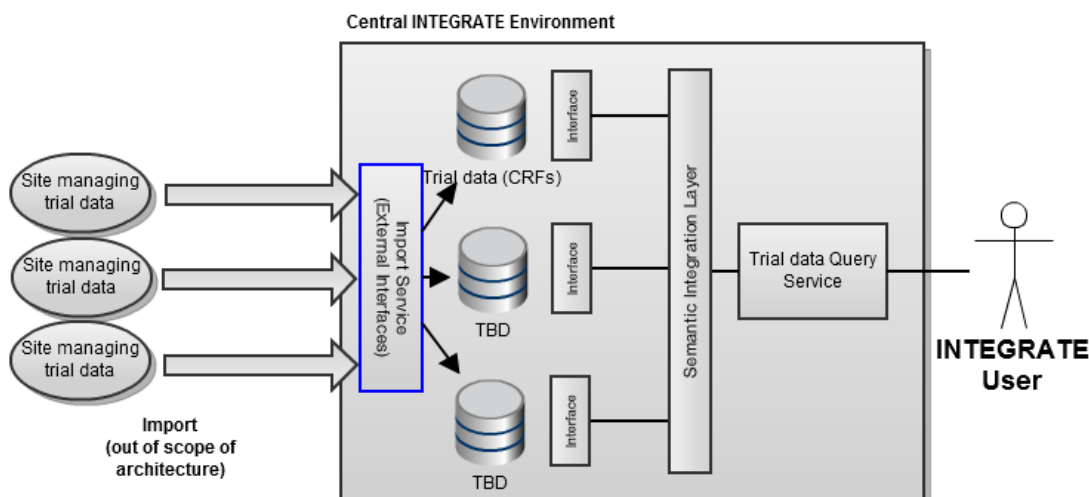 Central INTEGRATE Environment
Site managing
trial data
Site managing
trial data
Site managing
trial data
Import
(out of scope of
architecture)
Import Service
(External Interfaces)
Trial data (CRFs)
TBD
TBD
Interface
Interface
Interface
Semantic Integration Layer
Trial data Query
Service
INTEGRATE
User